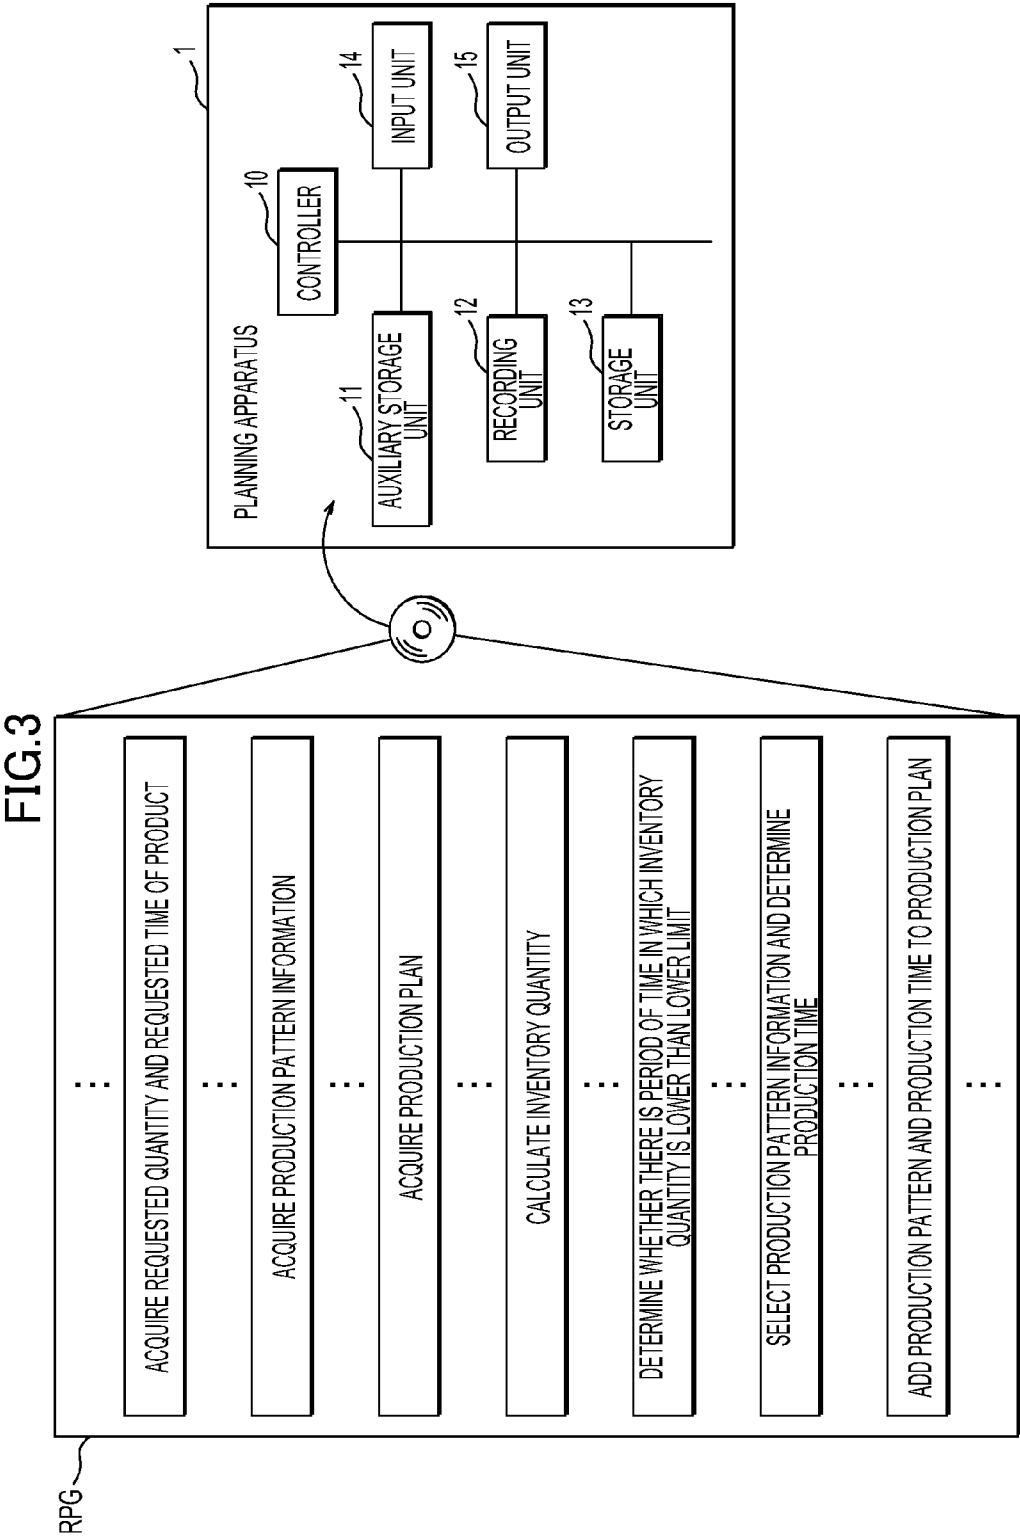 FIG.3
RPG
ACQUIRE REQUESTED QUANTITY AND REQUESTED TIME OF PRODUCT
ACQUIRE PRODUCTION PATTERN INFORMATION
ACQUIRE PRODUCTION PLAN
CALCULATE INVENTORY QUANTITY
DETERMINE WHETHER THERE IS PERIOD OF TIME IN WHICH INVENTORY
QUANTITY IS LOWER THAN LOWER LIMIT
SELECT PRODUCTION PATTERN INFORMATION AND DETERMINE
PRODUCTION TIME
ADD PRODUCTION PATTERN AND PRODUCTION TIME TO PRODUCTION PLAN
1
PLANNING APPARATUS
10
CONTROLLER
11
AUXILIARY STORAGE
UNIT
14
INPUT UNIT
12
RECORDING
UNIT
15
OUTPUT UNIT
13
STORAGE
UNIT